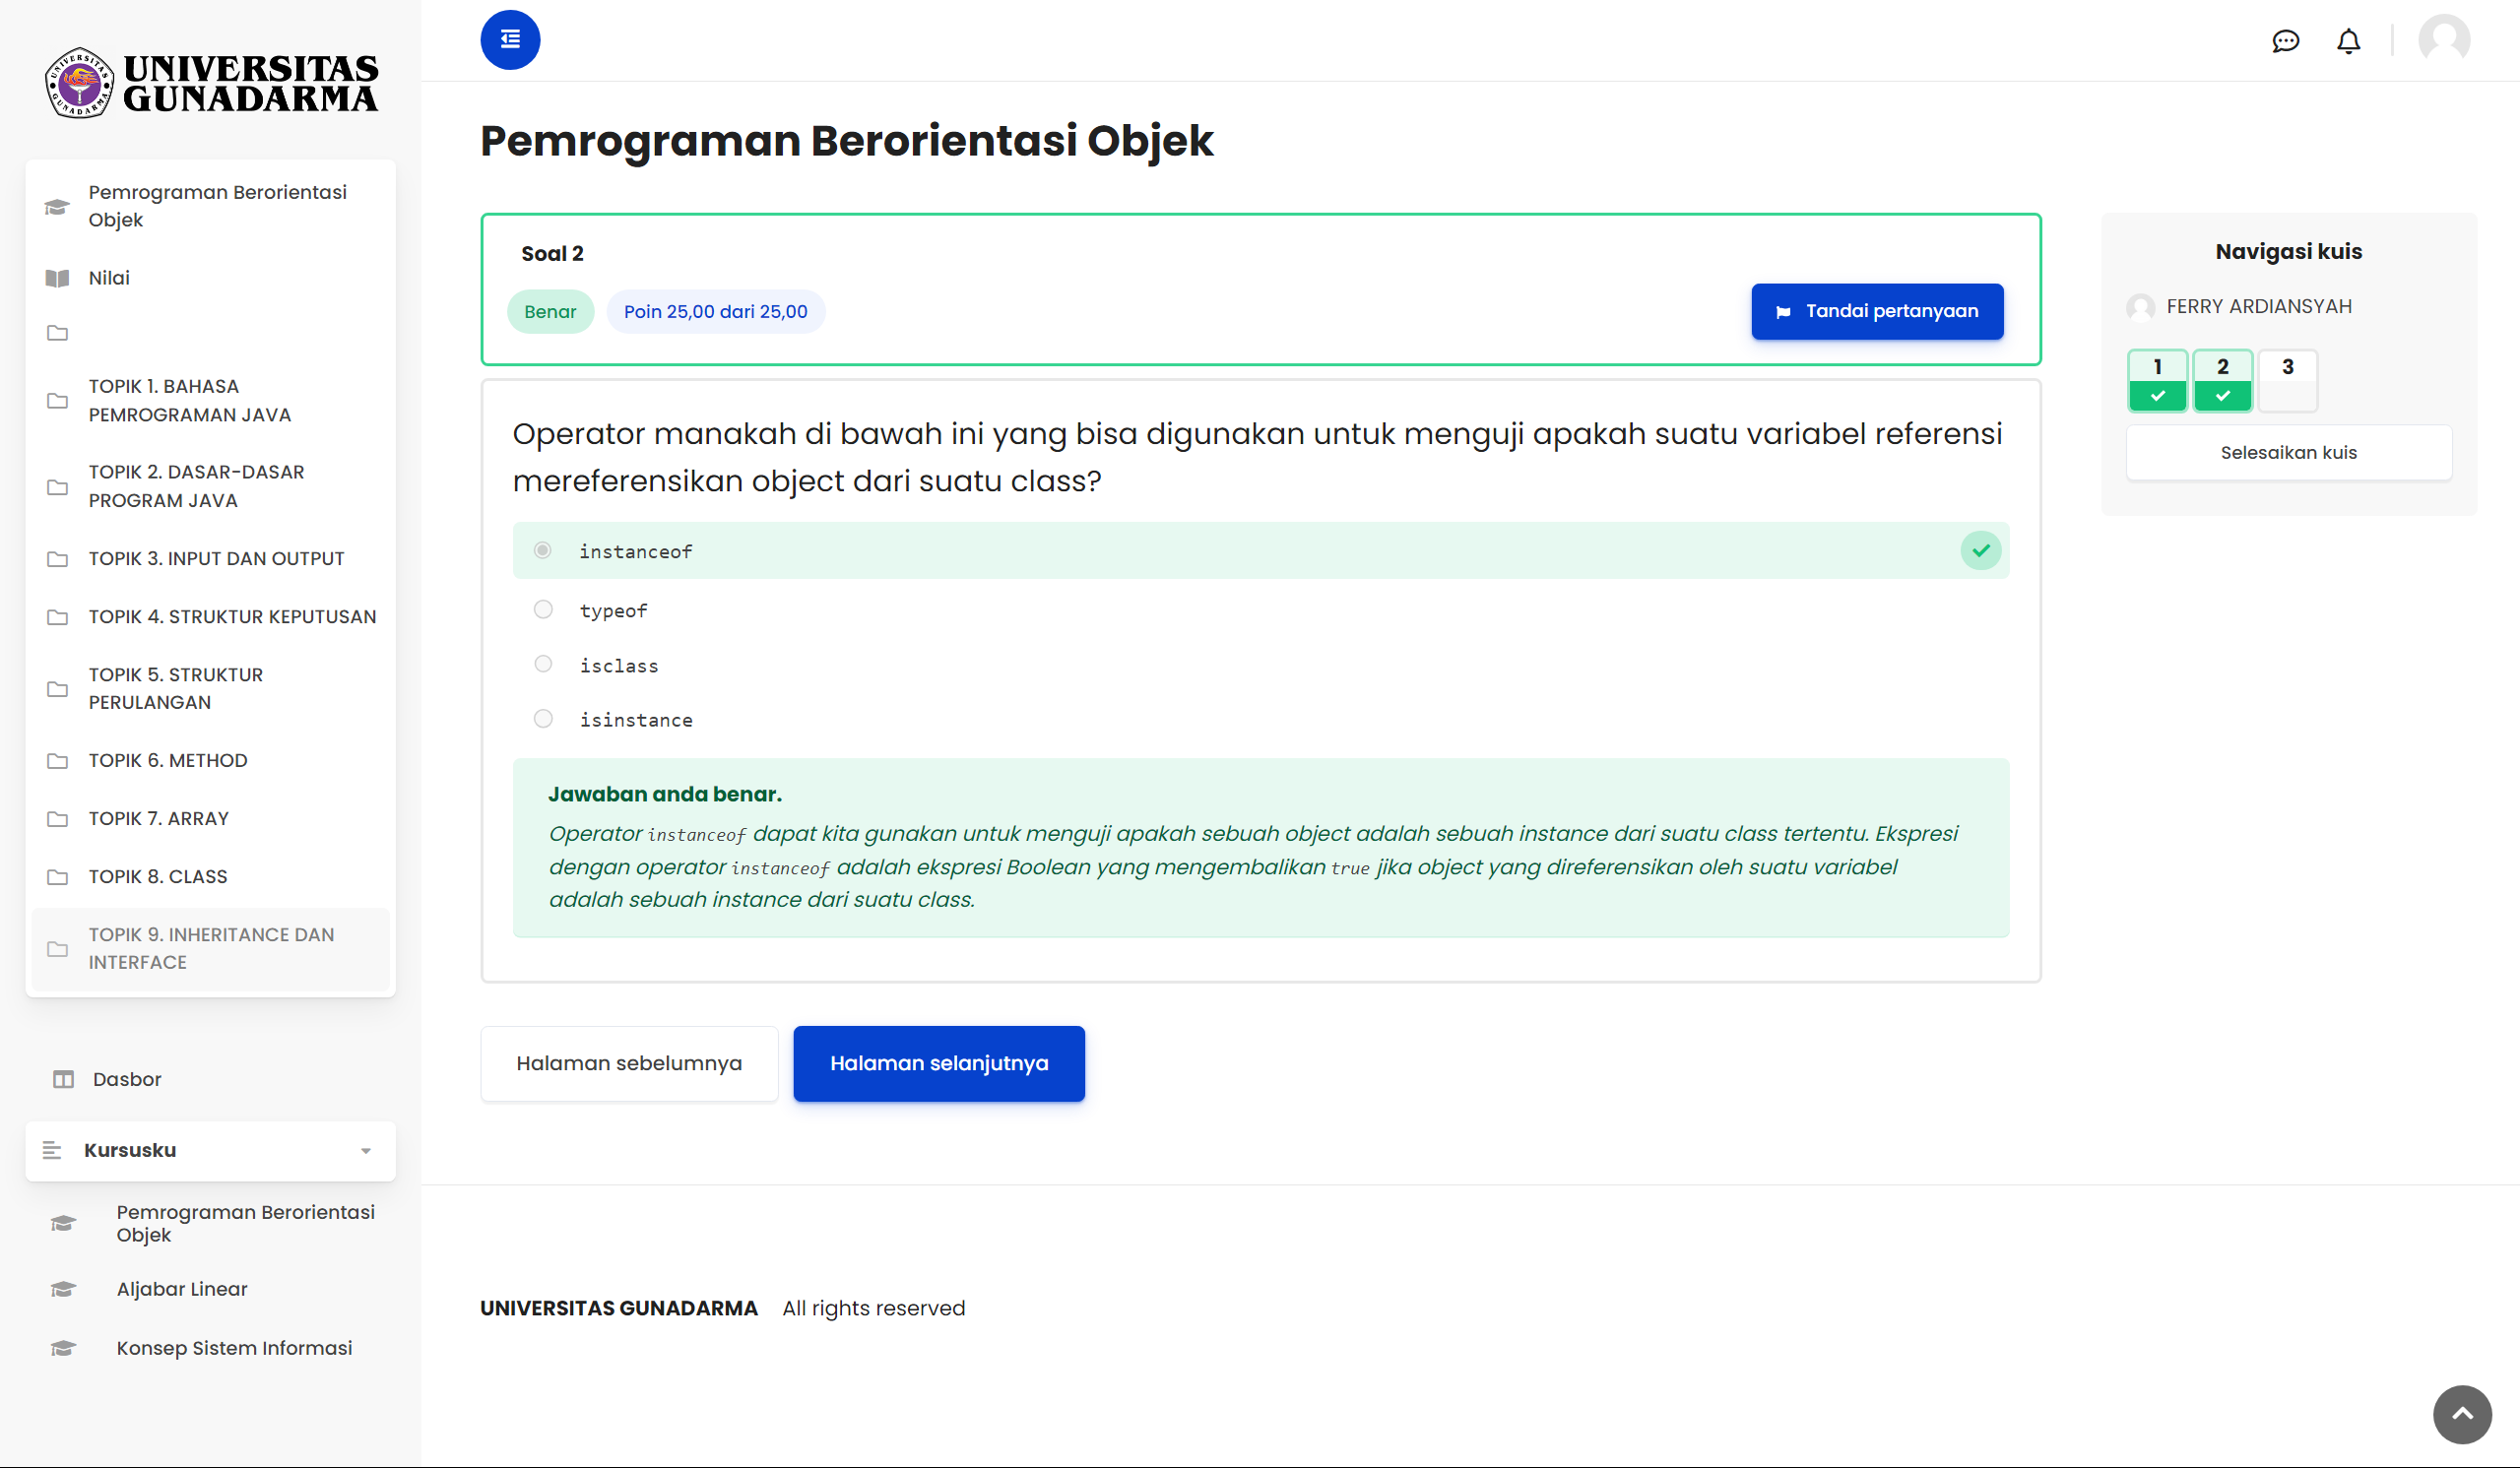 UNIVERSITAS
GUNADARMA
Pemrograman Berorientasi
Objek
Nilai
TOPIK 1. BAHASA
PEMROGRAMAN JAVA
TOPIK 2. DASAR-DASAR
PROGRAM JAVA
TOPIK 3. INPUT DAN OUTPUT
TOPIK 4. STRUKTUR KEPUTUSAN
TOPIK 5. STRUKTUR
PERULANGAN
TOPIK 6. METHOD
TOPIK 7. ARRAY
TOPIK 8. CLASS
TOPIK 9. INHERITANCE DAN
INTERFACE
Dasbor
Kursusku
Pemrograman Berorientasi
Objek
Aljabar Linear
Konsep Sistem Informasi
Pemrograman Berorientasi Objek
Soal 2
Benar
Poin 25,00 dari 25,00
Tandai pertanyaan
Operator manakah di bawah ini yang bisa digunakan untuk menguji apakah suatu variabel referensi
mereferensikan object dari suatu class?
instanceof
typeof
isclass
isinstance
Jawaban anda benar.
Operator instanceof dapat kita gunakan untuk menguji apakah sebuah object adalah sebuah instance dari suatu class tertentu. Ekspresi
dengan operator instanceof adalah ekspresi Boolean yang mengembalikan true jika object yang direferensikan oleh suatu variabel
adalah sebuah instance dari suatu class.
Halaman sebelumnya
Halaman selanjutnya
Navigasi kuis
FERRY ARDIANSYAH
1 2 3
Selesaikan kuis
UNIVERSITAS GUNADARMA All rights reserved